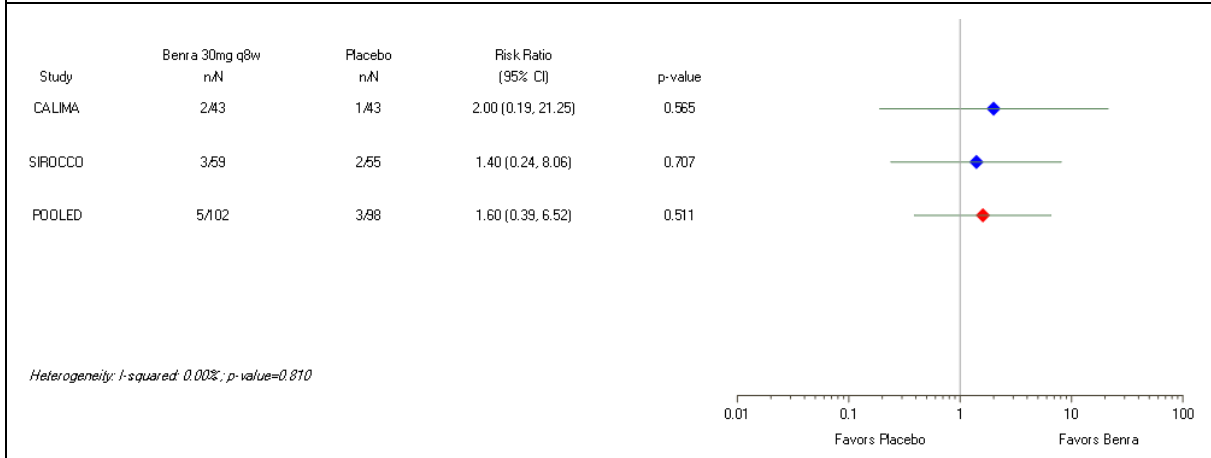 Benra 30mg q8w Placebo Risk Ratio
Study n/N n/N (95% CI) p-value
CALIMA 2/43 1/43 2.00 (0.19, 21.25) 0.565
SIROCCO 3/59 2/55 1.40 (0.24, 8.06) 0.707
POOLED 5/102 3/98 1.60 (0.39, 6.52) 0.511
Heterogeneity: I-squared: 0.00%; p-value=0.810
0.01 0.1 1 10 100
Favors Placebo Favors Benra